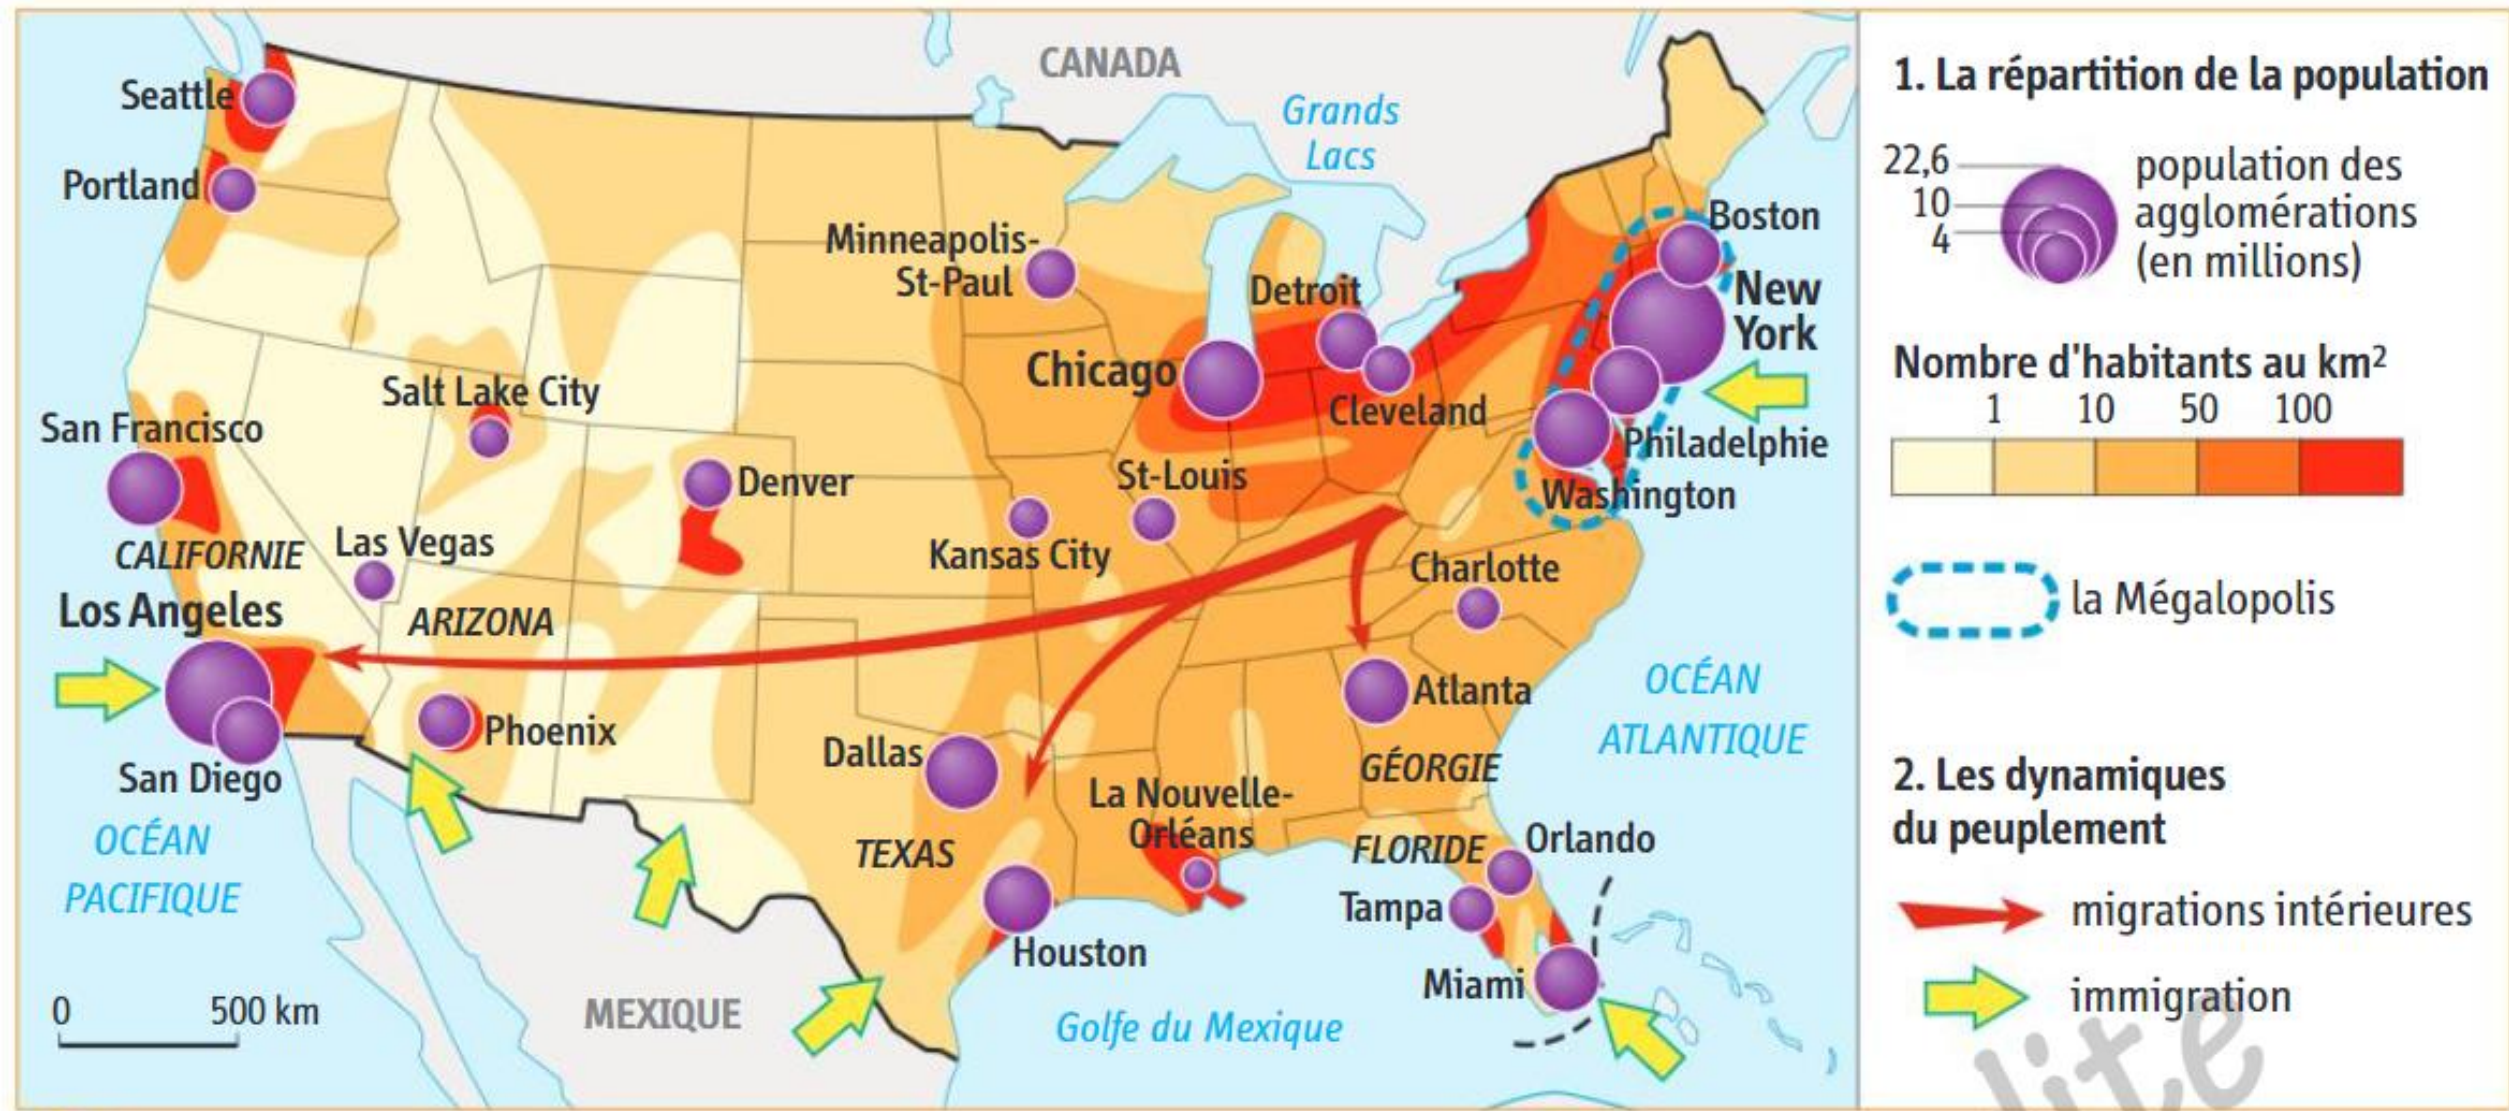 CANADA
Grands
Lacs
Seattle
Portland
Minneapolis-
St-Paul
Detroit
Boston
New
York
Chicago
Cleveland
Philadelphie
Washington
Salt Lake City
San Francisco
Denver
St-Louis
Kansas City
CALIFORNIE
Las Vegas
Charlotte
Los Angeles
ARIZONA
Phoenix
San Diego
Dallas
Atlanta
OCÉAN
ATLANTIQUE
GÉORGIE
La Nouvelle-
Orléans
OCÉAN
PACIFIQUE
TEXAS
FLORIDE
Orlando
Tampa
Houston
Miami
MEXIQUE
Golfe du Mexique
0 500 km
1. La répartition de la population
22,6
10
4
population des
agglomérations
(en millions)
Nombre d'habitants au km2
1 10 50 100
la Mégalopolis
2. Les dynamiques
du peuplement
migrations intérieures
immigration
lite